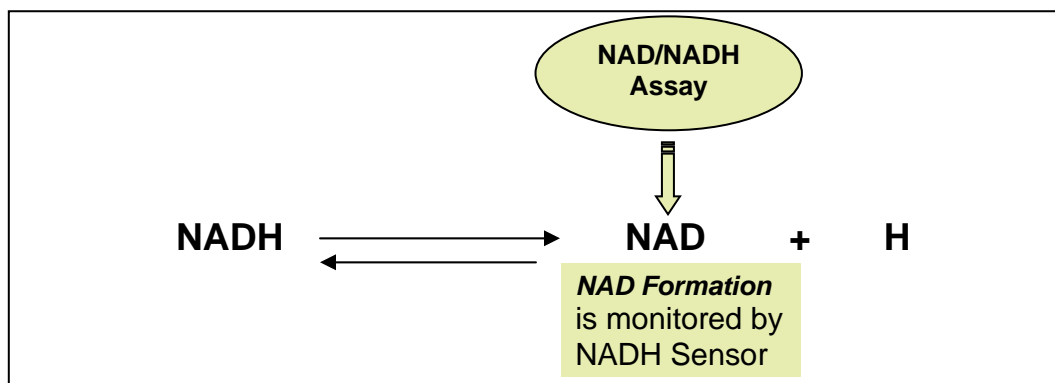 NAD/NADH
Assay
NADH NAD + H
NAD Formation
is monitored by
NADH Sensor